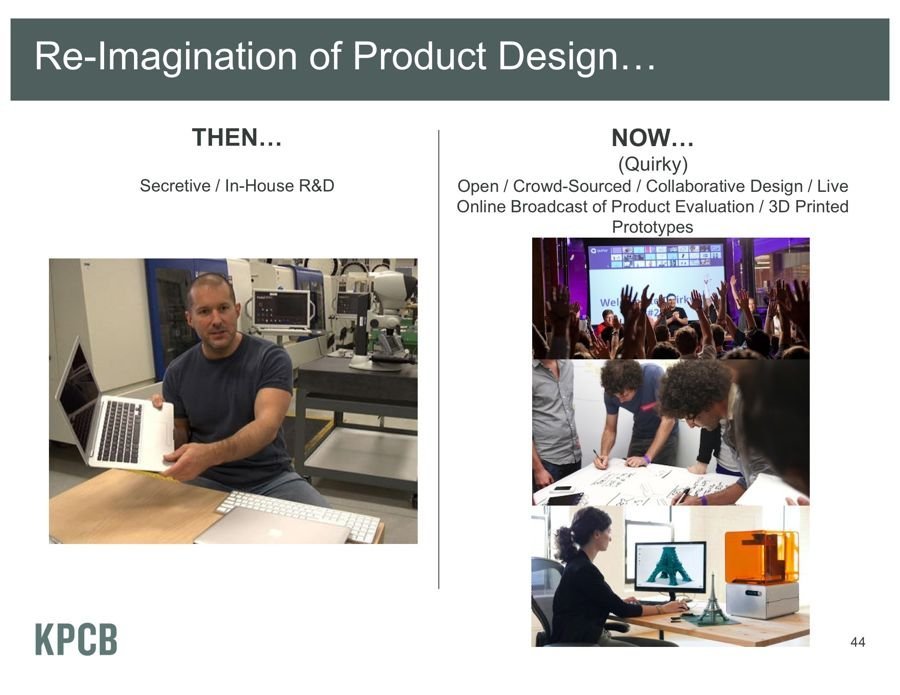 Re-Imagination of Product Design…
THEN…
Secretive / In-House R&D
NOW…
(Quirky)
Open / Crowd-Sourced / Collaborative Design / Live
Online Broadcast of Product Evaluation / 3D Printed
Prototypes
KPCB
44